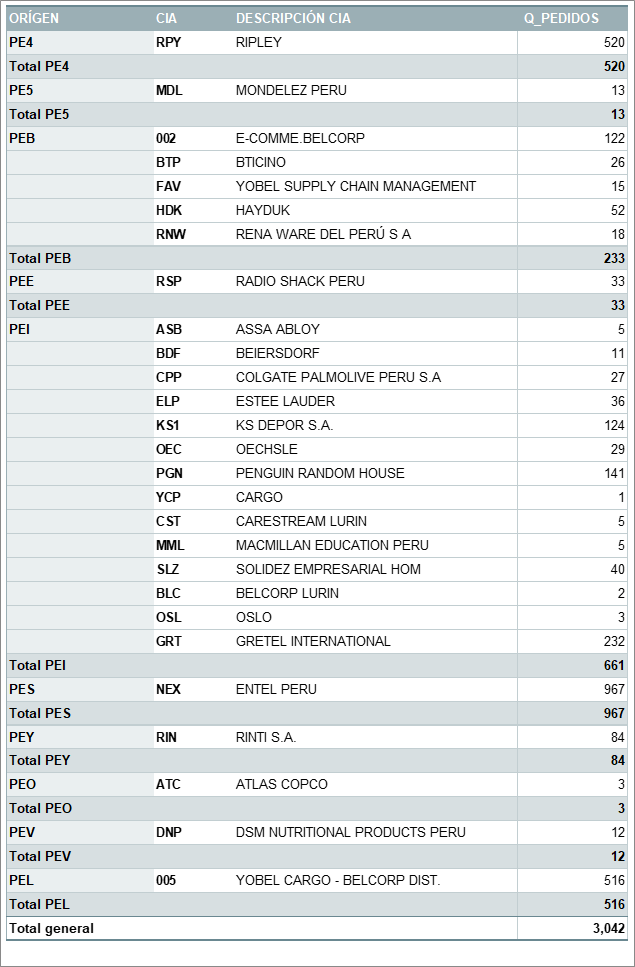 ORÍGEN CIA DESCRIPCIÓN CIA Q_PEDIDOS
PE4 RPY RIPLEY 520
Total PE4 520
PE5 MDL MONDELEZ PERU 13
Total PE5 13
PEB 002 E-COMME.BELCORP 122
BTP BTICINO 26
FAV YOBEL SUPPLY CHAIN MANAGEMENT 15
HDK HAYDUK 52
RNW RENA WARE DEL PERÚ S A 18
Total PEB 233
PEE RSP RADIO SHACK PERU 33
Total PEE 33
PEI ASB ASSA ABLOY 5
BDF BEIERSDORF 11
CPP COLGATE PALMOLIVE PERU S.A 27
ELP ESTEE LAUDER 36
KS1 KS DEPOR S.A. 124
OEC OECHSLE 29
PGN PENGUIN RANDOM HOUSE 141
YCP CARGO 1
CST CARESTREAM LURIN 5
MML MACMILLAN EDUCATION PERU 5
SLZ SOLIDEZ EMPRESARIAL HOM 40
BLC BELCORP LURIN 2
OSL OSLO 3
GRT GRETEL INTERNATIONAL 232
Total PEI 661
PES NEX ENTEL PERU 967
Total PES 967
PEY RIN RINTI S.A. 84
Total PEY 84
PEO ATC ATLAS COPCO 3
Total PEO 3
PEV DNP DSM NUTRITIONAL PRODUCTS PERU 12
Total PEV 12
PEL 005 YOBEL CARGO - BELCORP DIST. 516
Total PEL 516
Total general 3,042